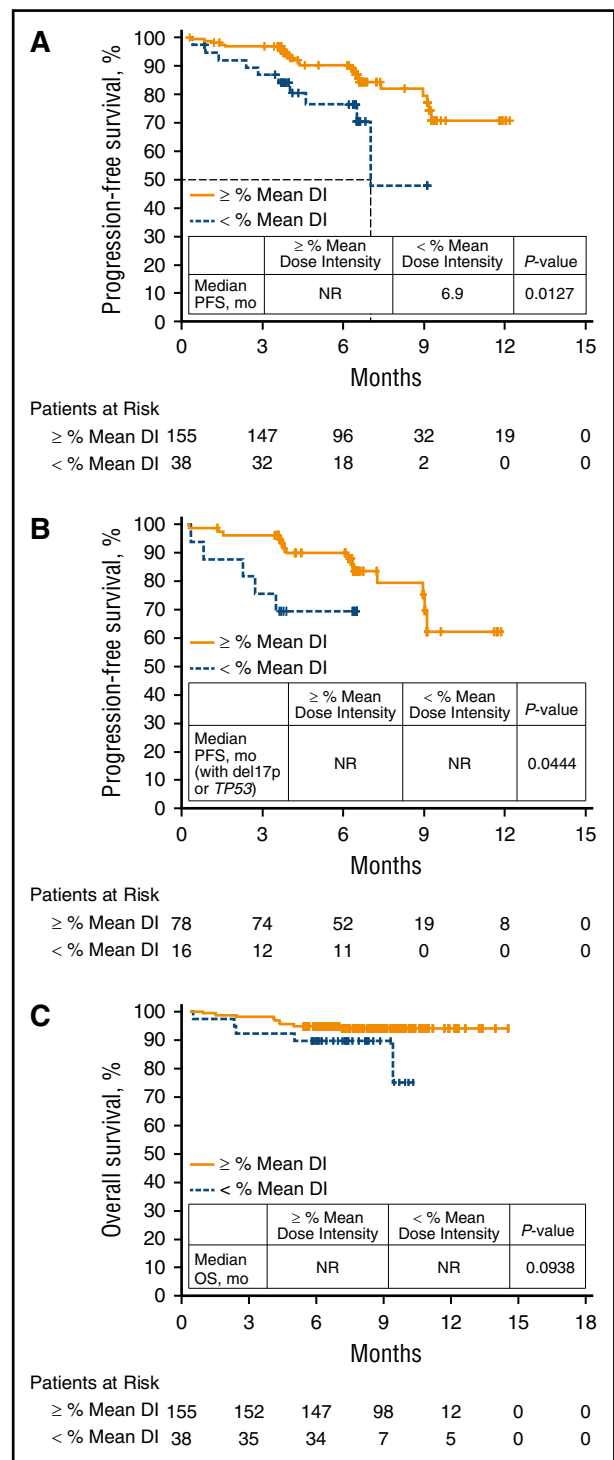 A
Progression-free survival, %
100
90
80
70
60
50
40
30
20
10
0
≥ % Mean DI
< % Mean DI
≥ % Mean Dose Intensity < % Mean Dose Intensity P-value
Median PFS, mo NR 6.9 0.0127
0 3 6 9 12 15
Months
Patients at Risk
≥ % Mean DI 155 147 96 32 19 0
< % Mean DI 38 32 18 2 0 0
B
Progression-free survival, %
100
90
80
70
60
50
40
30
20
10
0
≥ % Mean DI
< % Mean DI
≥ % Mean Dose Intensity < % Mean Dose Intensity P-value
Median PFS, mo (with del17p or TP53) NR NR 0.0444
0 3 6 9 12 15
Months
Patients at Risk
≥ % Mean DI 78 74 52 19 8 0
< % Mean DI 16 12 11 0 0 0
C
Overall survival, %
100
90
80
70
60
50
40
30
20
10
0
≥ % Mean DI
< % Mean DI
≥ % Mean Dose Intensity < % Mean Dose Intensity P-value
Median OS, mo NR NR 0.0938
0 3 6 9 12 15 18
Months
Patients at Risk
≥ % Mean DI 155 152 147 98 12 0 0
< % Mean DI 38 35 34 7 5 0 0